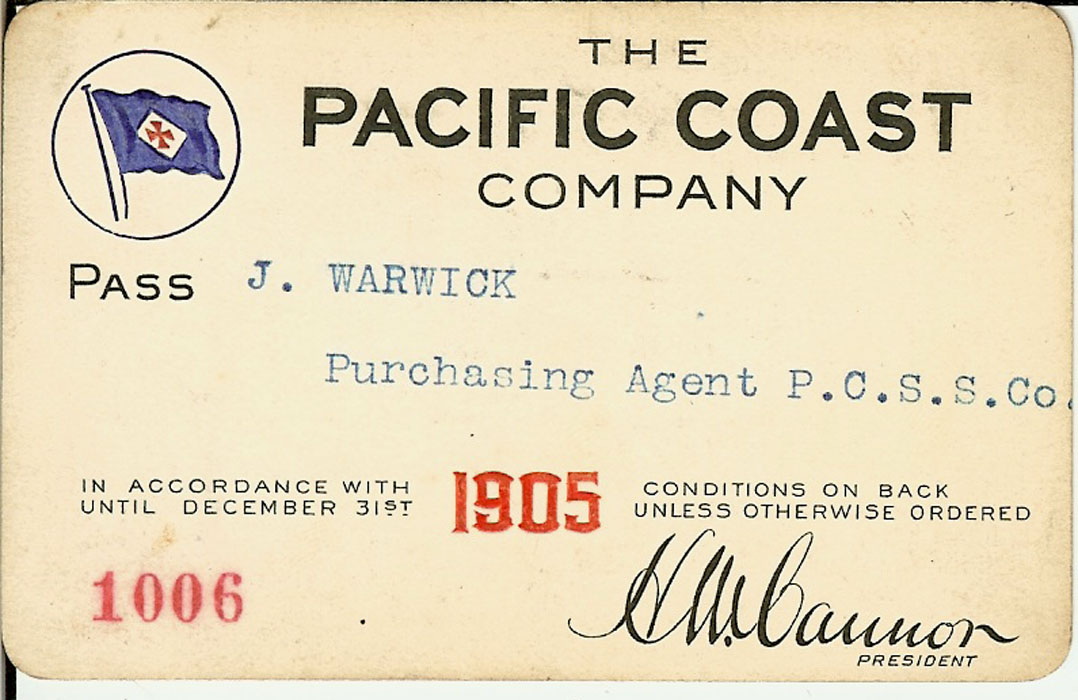 THE
PACIFIC COAST
COMPANY
PASS J. WARWICK
Purchasing Agent P.C.S.S.Co.
IN ACCORDANCE WITH 1905 CONDITIONS ON BACK
UNTIL DECEMBER 31ST UNLESS OTHERWISE ORDERED
1006
H.W. Cannon
PRESIDENT